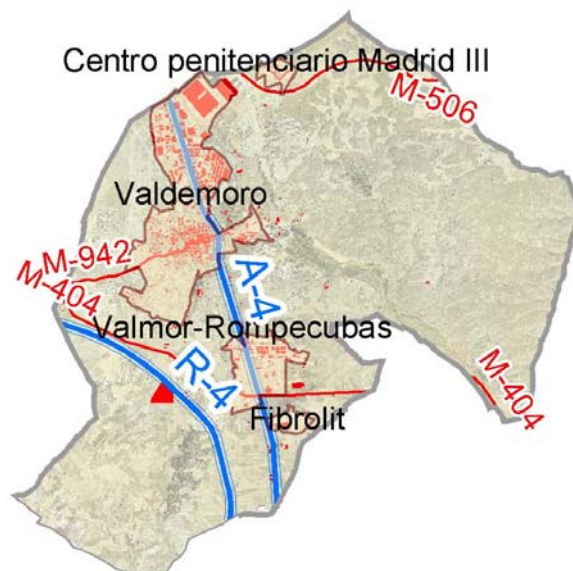 Centro penitenciario Madrid III
M-506
Valdemoro
M-942
M-404
A-4
Valmor-Rompecubas
R-4
M-404
Fibrolit